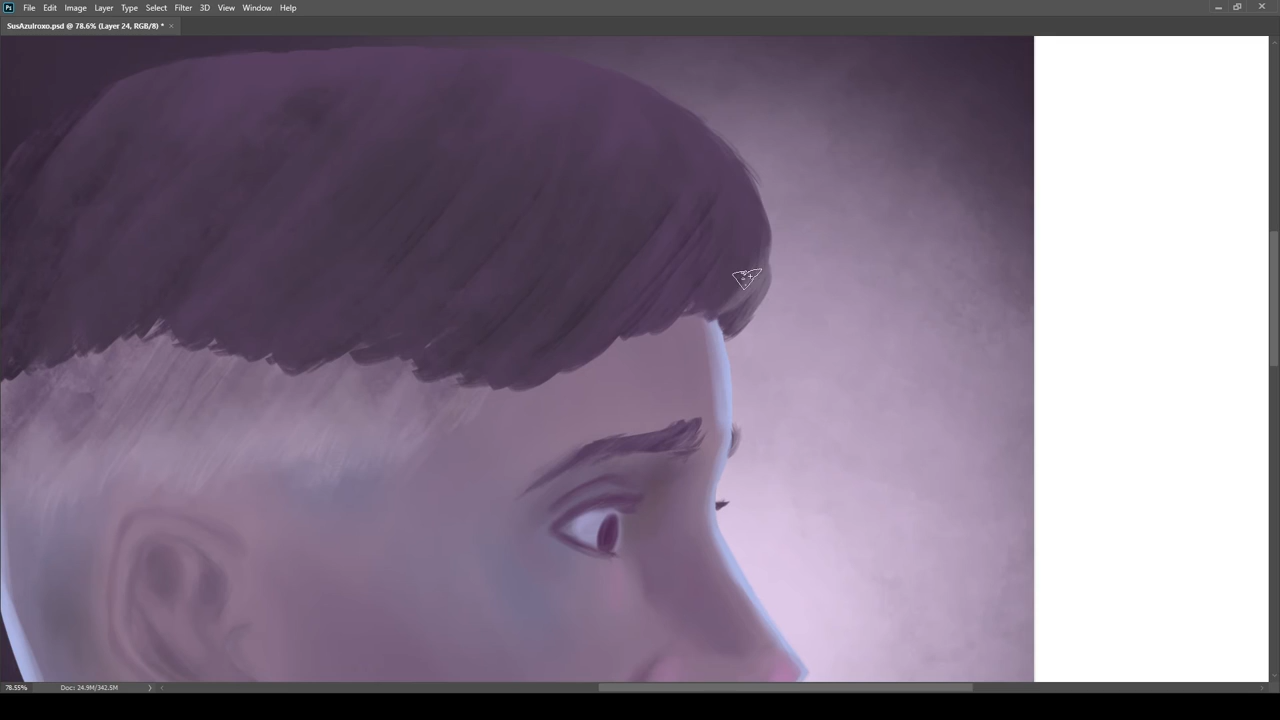 Ps File Edit Image Layer Type Select Filter 3D View Window Help
SusAzulroxo.psd @ 78.6% (Layer 24, RGB/8) *
78.55% Doc: 24.9M/342.5M